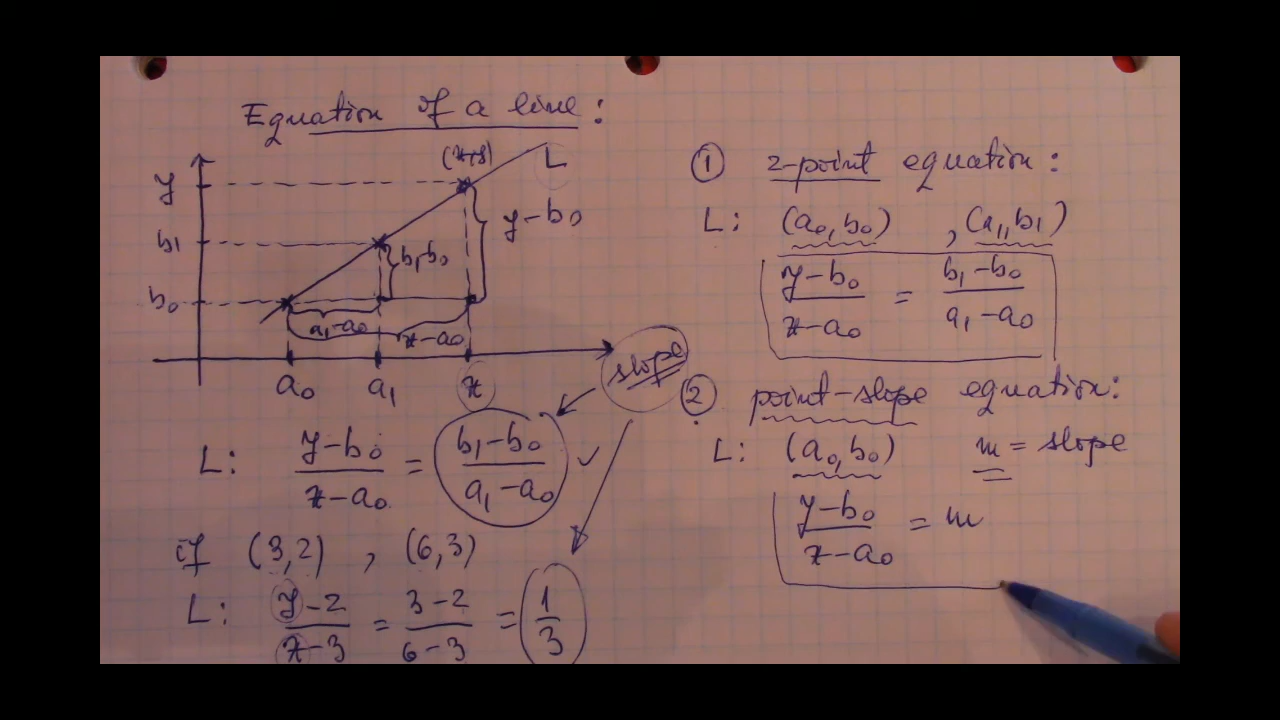 Equation of a line:
(x,y)
L
y
b₁
b₀
y-b₀
b₁-b₀
a₁-a₀
x-a₀
a₀ a₁ x
slope
L: (y-b₀)/(x-a₀) = (b₁-b₀)/(a₁-a₀) ✓
if (3,2) , (6,3)
L: (y-2)/(x-3) = (3-2)/(6-3) = 1/3
① 2-point equation:
L: (a₀,b₀) , (a₁,b₁)
(y-b₀)/(x-a₀) = (b₁-b₀)/(a₁-a₀)
② point-slope equation:
L: (a₀,b₀) m = slope
(y-b₀)/(x-a₀) = m